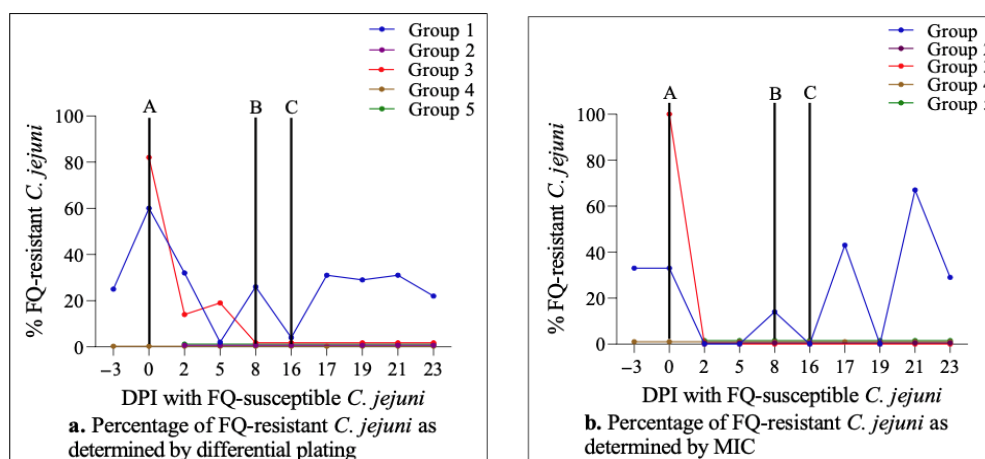 Group 1
Group 2
Group 3
Group 4
Group 5
A
B
C
100
80
60
40
20
0
% FQ-resistant C. jejuni
−3 0 2 5 8 16 17 19 21 23
DPI with FQ-susceptible C. jejuni
a. Percentage of FQ-resistant C. jejuni as
determined by differential plating
Group
Group
Group
Group
Group
A
B
C
100
80
60
40
20
0
% FQ-resistant C. jejuni
−3 0 2 5 8 16 17 19 21 23
DPI with FQ-susceptible C. jejuni
b. Percentage of FQ-resistant C. jejuni as
determined by MIC